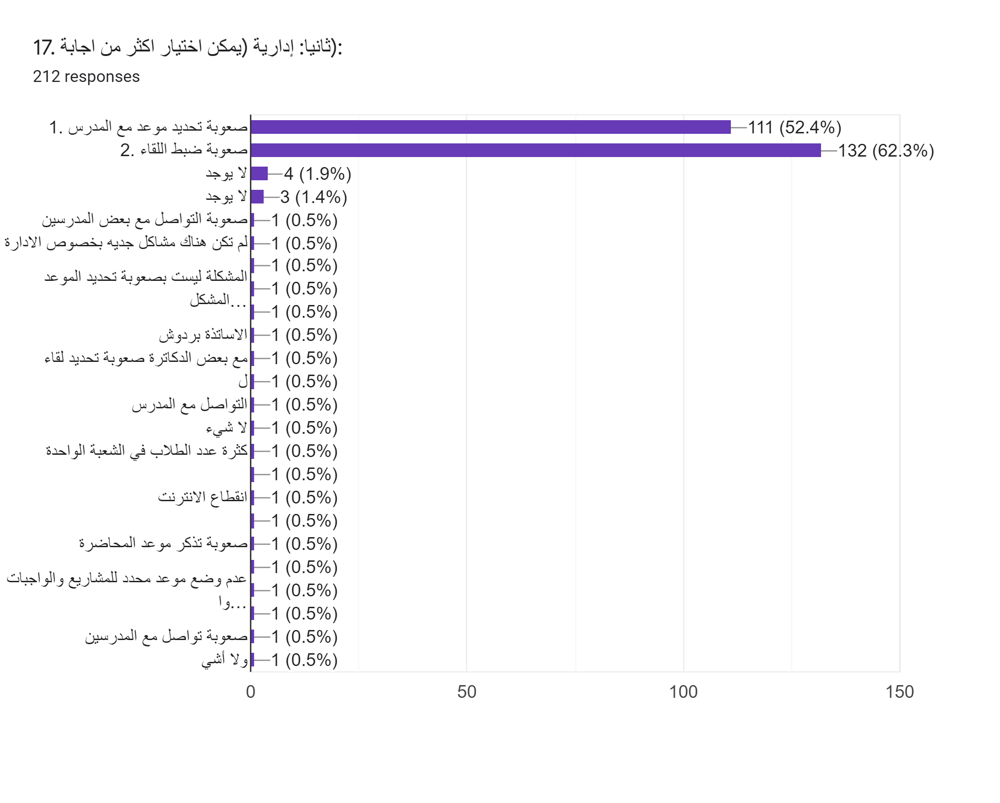 17. ثانيا: إدارية (يمكن اختيار اكثر من اجابة):
212 responses
1. صعوبة تحديد موعد مع المدرس
111 (52.4%)
2. صعوبة ضبط اللقاء
132 (62.3%)
لا يوجد
4 (1.9%)
لا يوجد
3 (1.4%)
صعوبة التواصل مع بعض المدرسين
1 (0.5%)
لم تكن هناك مشاكل جديه بخصوص الادارة
1 (0.5%)
1 (0.5%)
المشكلة ليست بصعوبة تحديد الموعد
المشكل...
1 (0.5%)
1 (0.5%)
الاساتذة بردوش
1 (0.5%)
مع بعض الدكاترة صعوبة تحديد لقاء
1 (0.5%)
ل
1 (0.5%)
التواصل مع المدرس
1 (0.5%)
لا شيء
1 (0.5%)
كثرة عدد الطلاب في الشعبة الواحدة
1 (0.5%)
1 (0.5%)
انقطاع الانترنت
1 (0.5%)
1 (0.5%)
صعوبة تذكر موعد المحاضرة
1 (0.5%)
1 (0.5%)
عدم وضع موعد محدد للمشاريع والواجبات
وا...
1 (0.5%)
1 (0.5%)
صعوبة تواصل مع المدرسين
1 (0.5%)
ولا أشي
1 (0.5%)
0
50
100
150